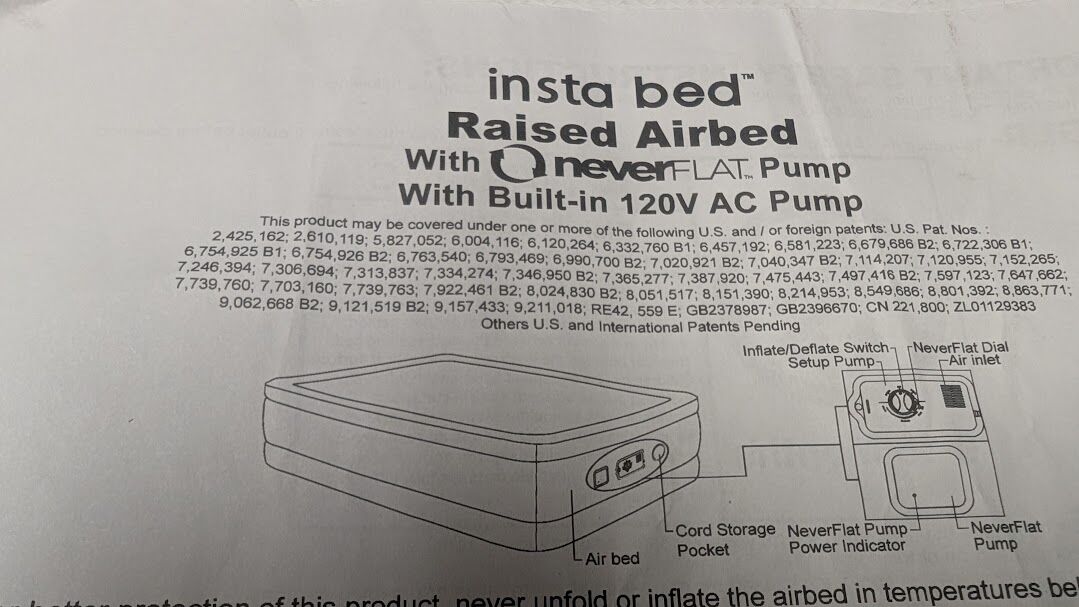 insta bed™
Raised Airbed
With neverFLAT™ Pump
With Built-in 120V AC Pump
This product may be covered under one or more of the following U.S. and / or foreign patents: U.S. Pat. Nos. :
2,425,162; 2,610,119; 5,827,052; 6,004,116; 6,120,264; 6,332,760 B1; 6,457,192; 6,581,223; 6,679,686 B2; 6,722,306 B1;
6,754,925 B1; 6,754,926 B2; 6,763,540; 6,793,469; 6,990,700 B2; 7,020,921 B2; 7,040,347 B2; 7,114,207; 7,120,955; 7,152,265;
7,246,394; 7,306,694; 7,313,837; 7,334,274; 7,346,950 B2; 7,365,277; 7,387,920; 7,475,443; 7,497,416 B2; 7,597,123; 7,647,662;
7,739,760; 7,703,160; 7,739,763; 7,922,461 B2; 8,024,830 B2; 8,051,517; 8,151,390; 8,214,953; 8,549,686; 8,801,392; 8,863,771;
9,062,668 B2; 9,121,519 B2; 9,157,433; 9,211,018; RE42, 559 E; GB2378987; GB2396670; CN 221,800; ZL01129383
Others U.S. and International Patents Pending
Inflate/Deflate Switch
NeverFlat Dial
Setup Pump
Air inlet
Cord Storage
Pocket
Air bed
NeverFlat Pump
Power Indicator
NeverFlat
Pump
better protection of this product, never unfold or inflate the airbed in temperatures